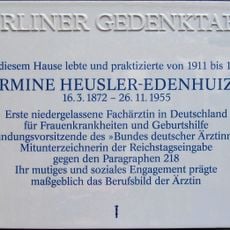 RLINER GEDENKTAF
diesem Hause lebte und praktizierte von 1911 bis 1
RMINE HEUSLER-EDENHUIZ
16. 3. 1872 – 26. 11. 1955
Erste niedergelassene Fachärztin in Deutschland
für Frauenkrankheiten und Geburtshilfe
ndungsvorsitzende des »Bundes deutscher Ärztinn
Mitunterzeichnerin der Reichstagseingabe
gegen den Paragraphen 218
Ihr mutiges und soziales Engagement prägte
maßgeblich das Berufsbild der Ärztin